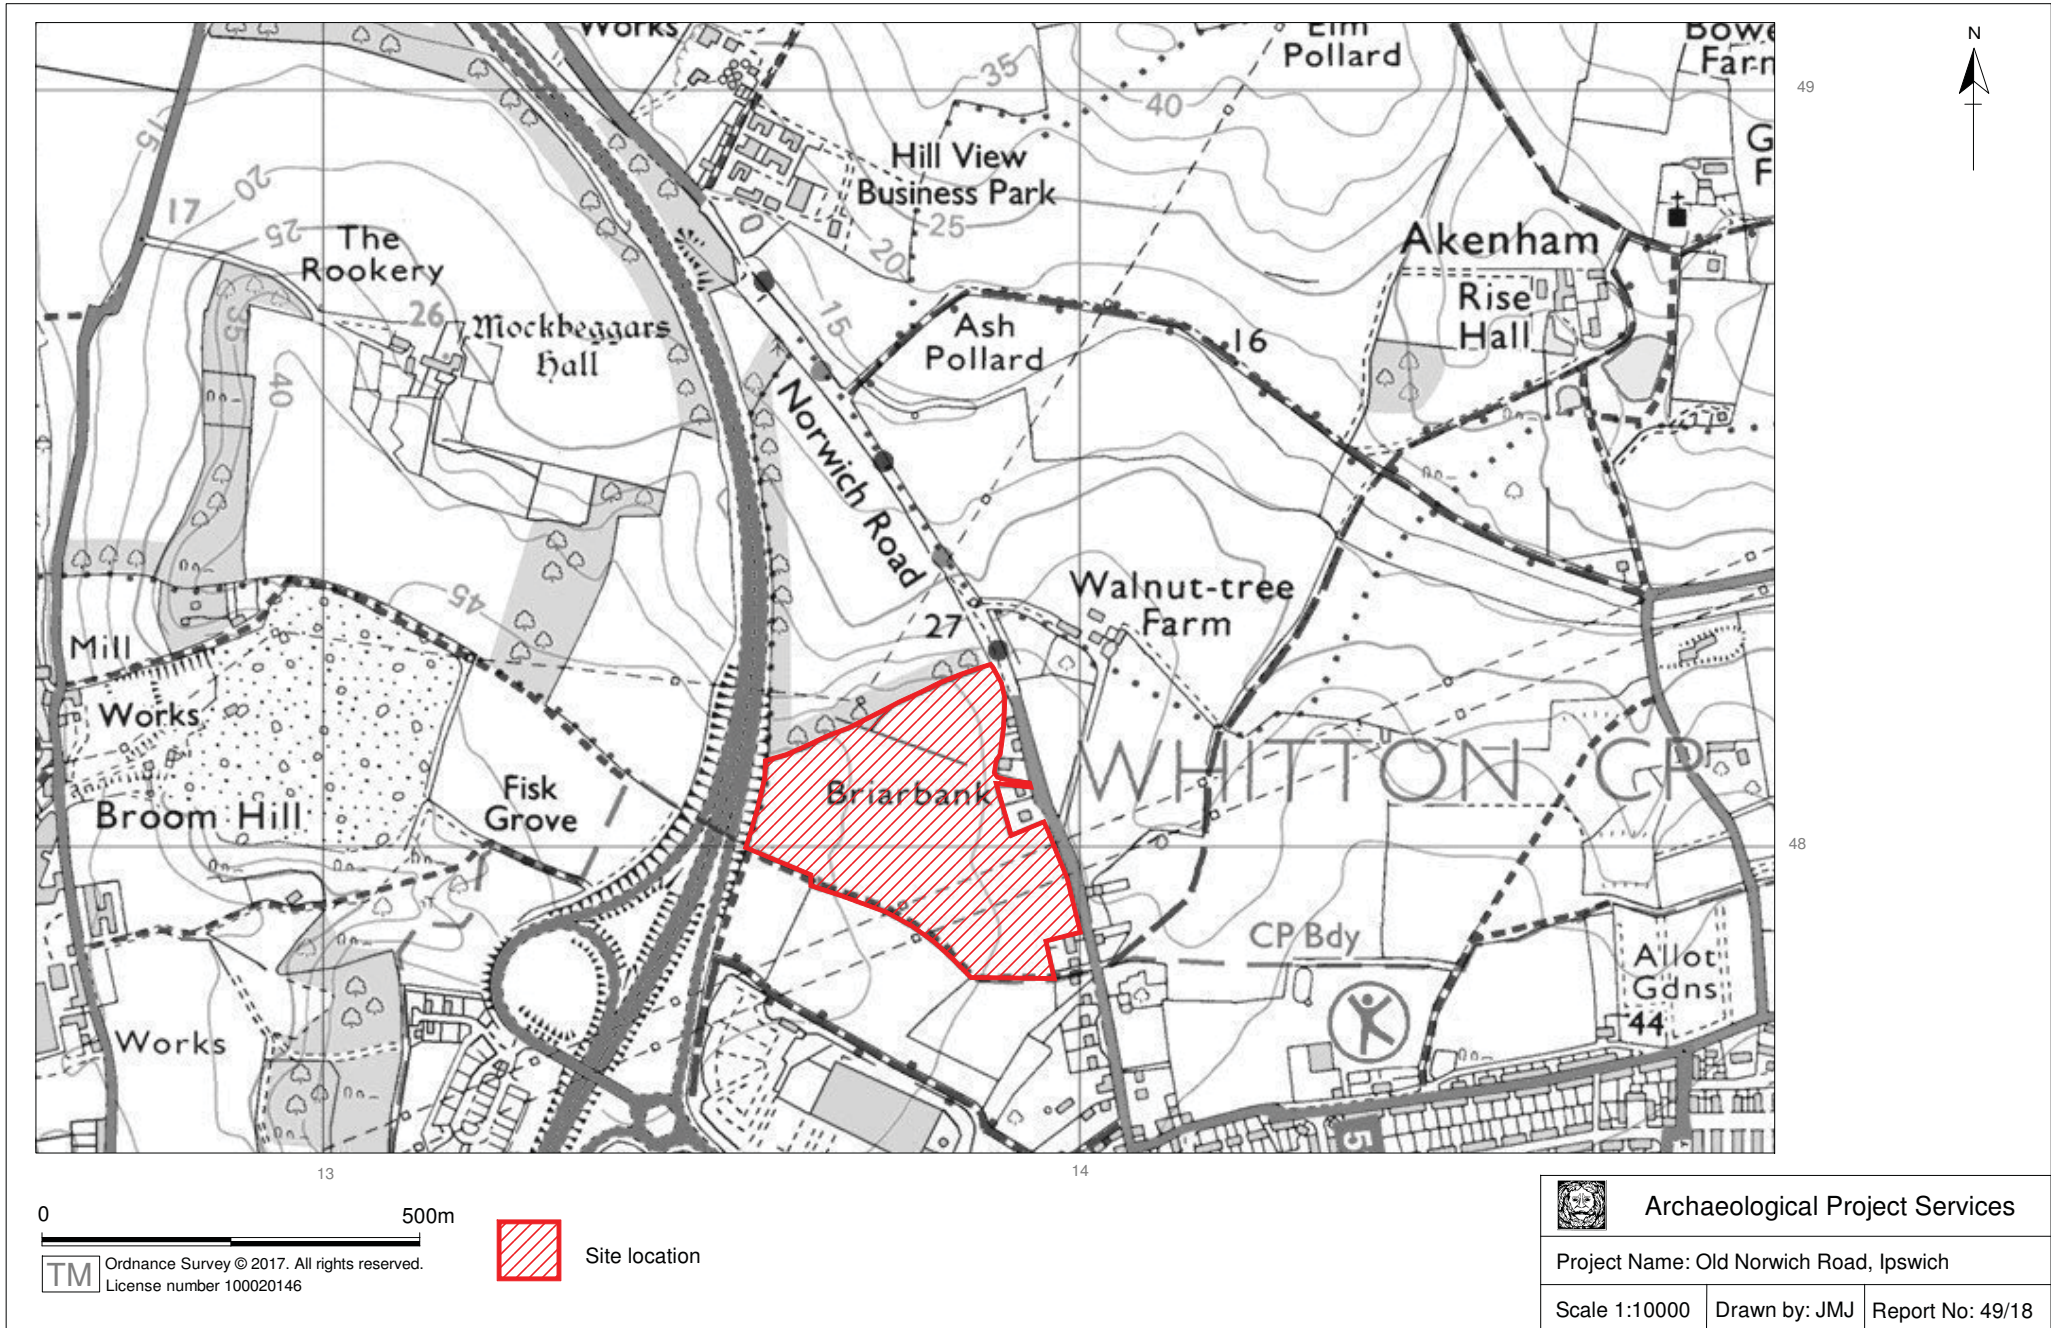 Works
Elm
Pollard
N
49
35
40
15
Hill View
Business Park
25
20
17
20
25
The
Rookery
Akenham
Rise
Hall
26
Mockbeggars
Hall
35
40
15
Ash
Pollard
16
Norwich Road
45
27
Walnut-tree
Farm
Mill
Works
Broom Hill
Fisk
Grove
Briarbank
WHITTON CP
48
CP Bdy
Allot
Gdns
44
Works
5
13
14
0
500m
TM
Ordnance Survey © 2017. All rights reserved.
License number 100020146
Site location
Archaeological Project Services
Project Name: Old Norwich Road, Ipswich
Scale 1:10000
Drawn by: JMJ
Report No: 49/18